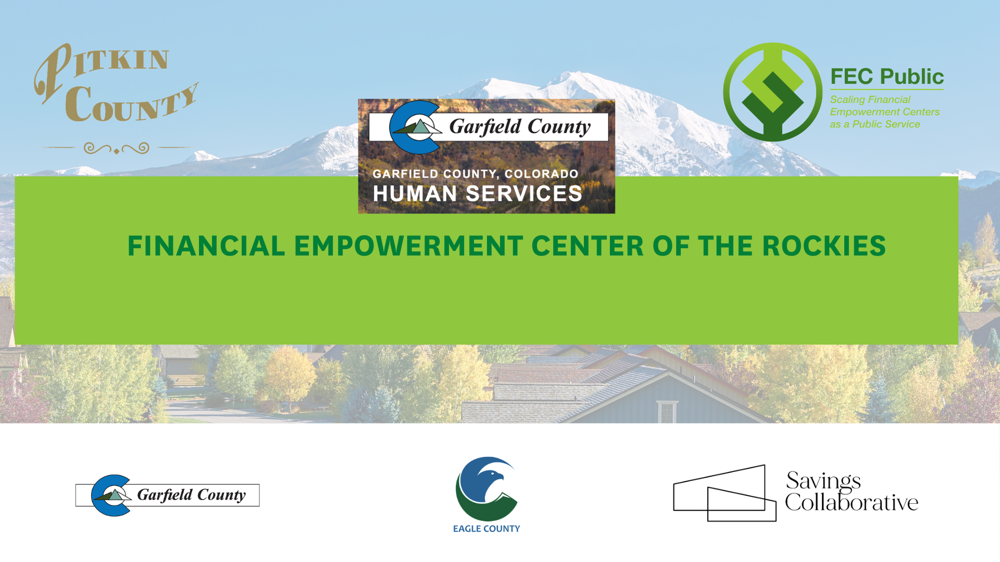 PITKIN
COUNTY
FEC Public
Scaling Financial
Empowerment Centers
as a Public Service
Garfield County
GARFIELD COUNTY, COLORADO
HUMAN SERVICES
FINANCIAL EMPOWERMENT CENTER OF THE ROCKIES
Garfield County
EAGLE COUNTY
Savings
Collaborative